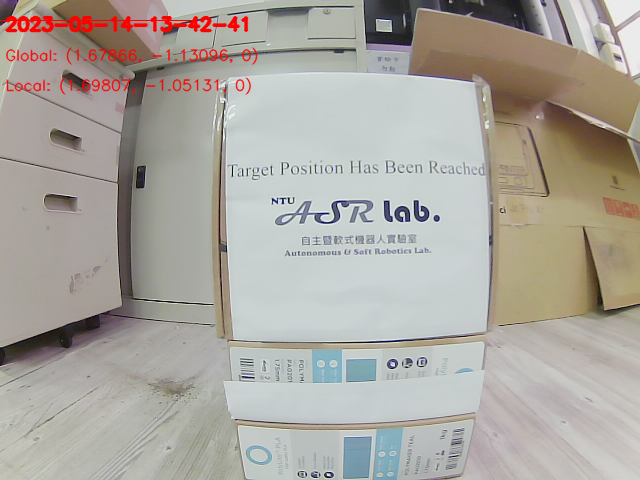 2023-05-14-13-42-41
Global: (1.67866, -1.13096, 0)
Local: (1.69807, -1.05131, 0)
Target Position Has Been Reached
NTU
ASR Lab.
自主暨軟式機器人實驗室
Autonomous & Soft Robotics Lab.